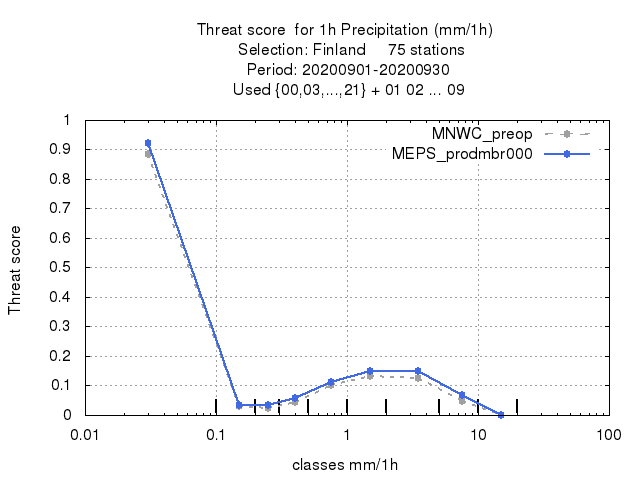 Threat score  for 1h Precipitation (mm/1h)
Selection: Finland     75 stations
Period: 20200901-20200930
Used {00,03,...,21} + 01 02 ... 09
MNWC_preop
MEPS_prodmbr000
Threat score
1
0.9
0.8
0.7
0.6
0.5
0.4
0.3
0.2
0.1
0
0.01
0.1
1
10
100
classes mm/1h